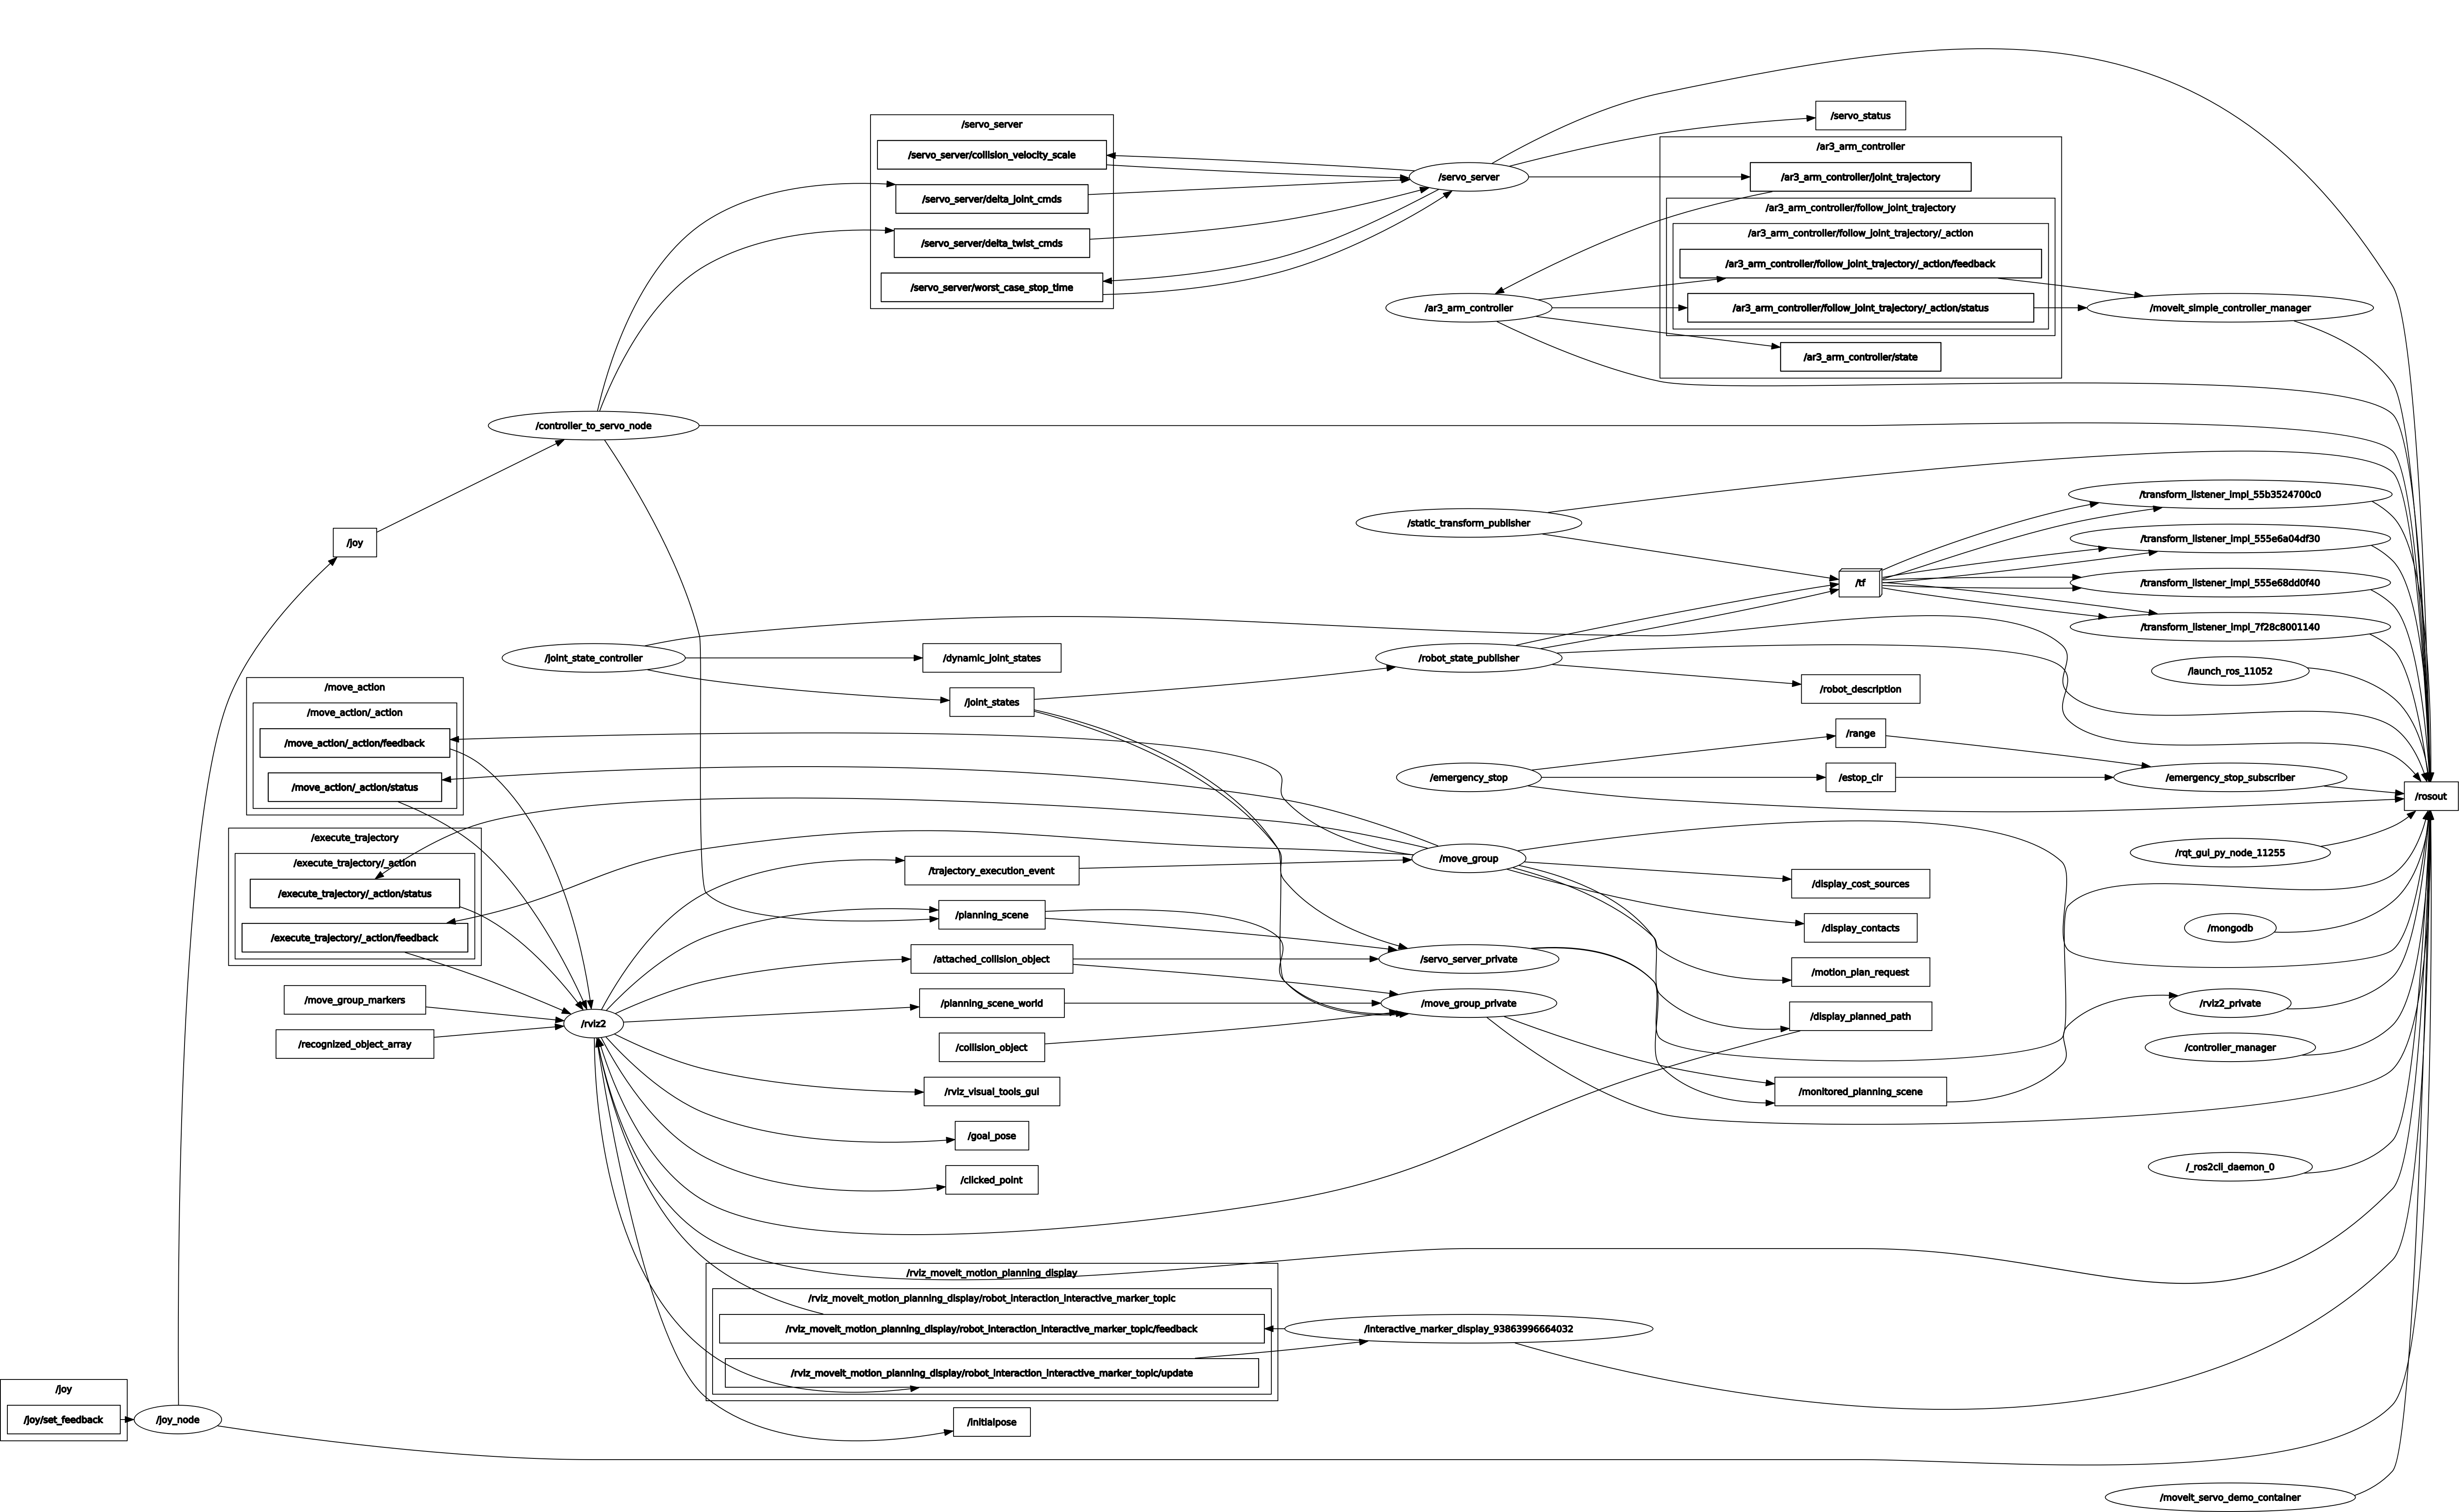 /servo_server
/servo_server/collision_velocity_scale
/servo_server/delta_joint_cmds
/servo_server/delta_twist_cmds
/servo_server/worst_case_stop_time
/servo_server
/servo_status
/ar3_arm_controller
/ar3_arm_controller/joint_trajectory
/ar3_arm_controller/follow_joint_trajectory
/ar3_arm_controller/follow_joint_trajectory/_action
/ar3_arm_controller/follow_joint_trajectory/_action/feedback
/ar3_arm_controller/follow_joint_trajectory/_action/status
/ar3_arm_controller/state
/ar3_arm_controller
/moveit_simple_controller_manager
/controller_to_servo_node
/joy
/static_transform_publisher
/tf
/transform_listener_impl_55b3524700c0
/transform_listener_impl_555e6a04df30
/transform_listener_impl_555e68dd0f40
/transform_listener_impl_7f28c8001140
/joint_state_controller
/dynamic_joint_states
/joint_states
/robot_state_publisher
/robot_description
/launch_ros_11052
/move_action
/move_action/_action
/move_action/_action/feedback
/move_action/_action/status
/range
/emergency_stop
/estop_clr
/emergency_stop_subscriber
/rosout
/execute_trajectory
/execute_trajectory/_action
/execute_trajectory/_action/status
/execute_trajectory/_action/feedback
/trajectory_execution_event
/move_group
/rqt_gui_py_node_11255
/display_cost_sources
/planning_scene
/display_contacts
/mongodb
/attached_collision_object
/servo_server_private
/motion_plan_request
/move_group_markers
/planning_scene_world
/move_group_private
/display_planned_path
/rviz2_private
/rviz2
/recognized_object_array
/collision_object
/controller_manager
/rviz_visual_tools_gui
/monitored_planning_scene
/goal_pose
/clicked_point
/_ros2cli_daemon_0
/rviz_moveit_motion_planning_display
/rviz_moveit_motion_planning_display/robot_interaction_interactive_marker_topic
/rviz_moveit_motion_planning_display/robot_interaction_interactive_marker_topic/feedback
/rviz_moveit_motion_planning_display/robot_interaction_interactive_marker_topic/update
/interactive_marker_display_93863996664032
/joy
/joy/set_feedback
/joy_node
/initialpose
/moveit_servo_demo_container